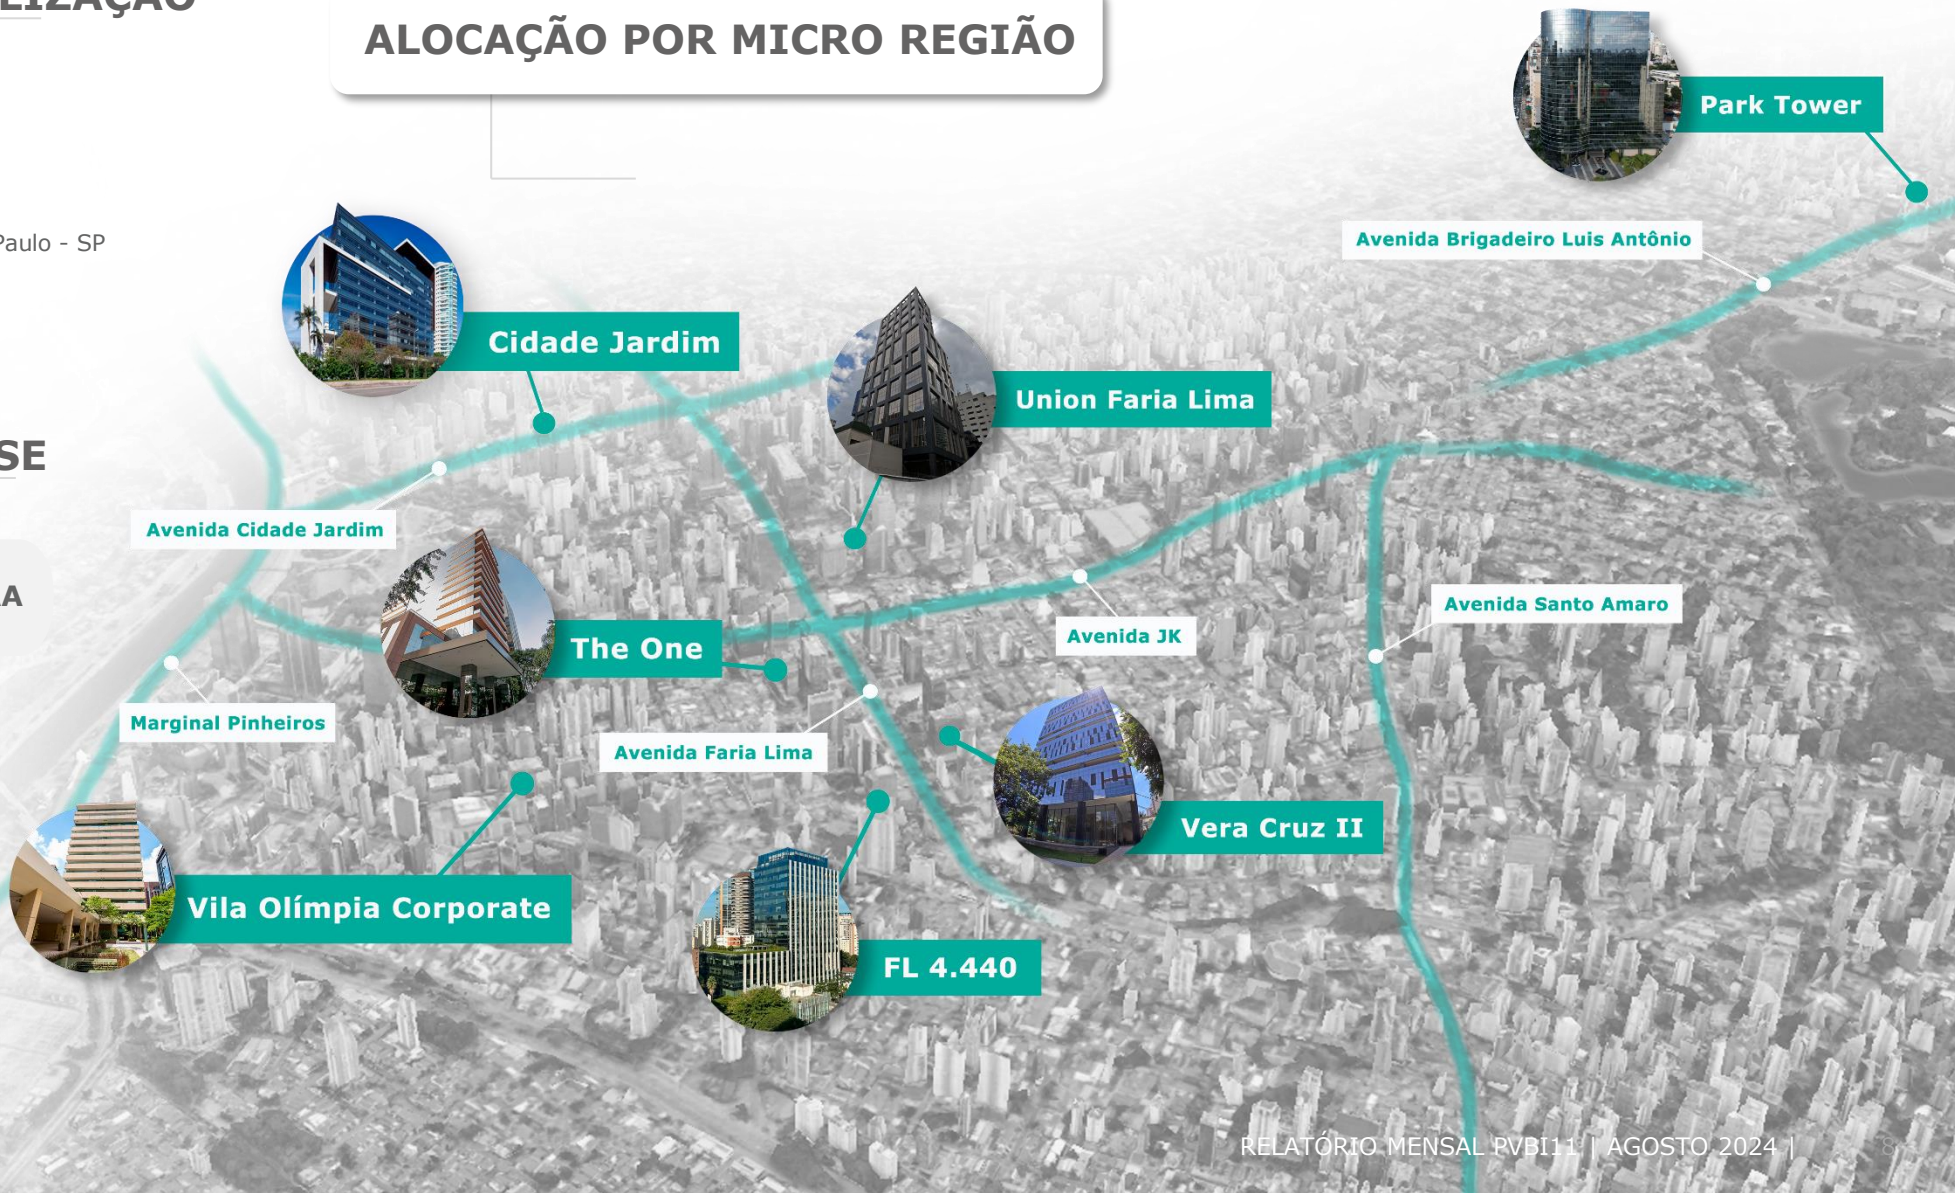 ALOCAÇÃO POR MICRO REGIÃO
Park Tower
Paulo - SP
Avenida Brigadeiro Luis Antônio
Cidade Jardim
Union Faria Lima
SE
Avenida Cidade Jardim
Avenida Santo Amaro
Avenida JK
The One
Marginal Pinheiros
Avenida Faria Lima
Vera Cruz II
Vila Olímpia Corporate
FL 4.440
RELATÓRIO MENSAL PVBI11 | AGOSTO 2024 | 8